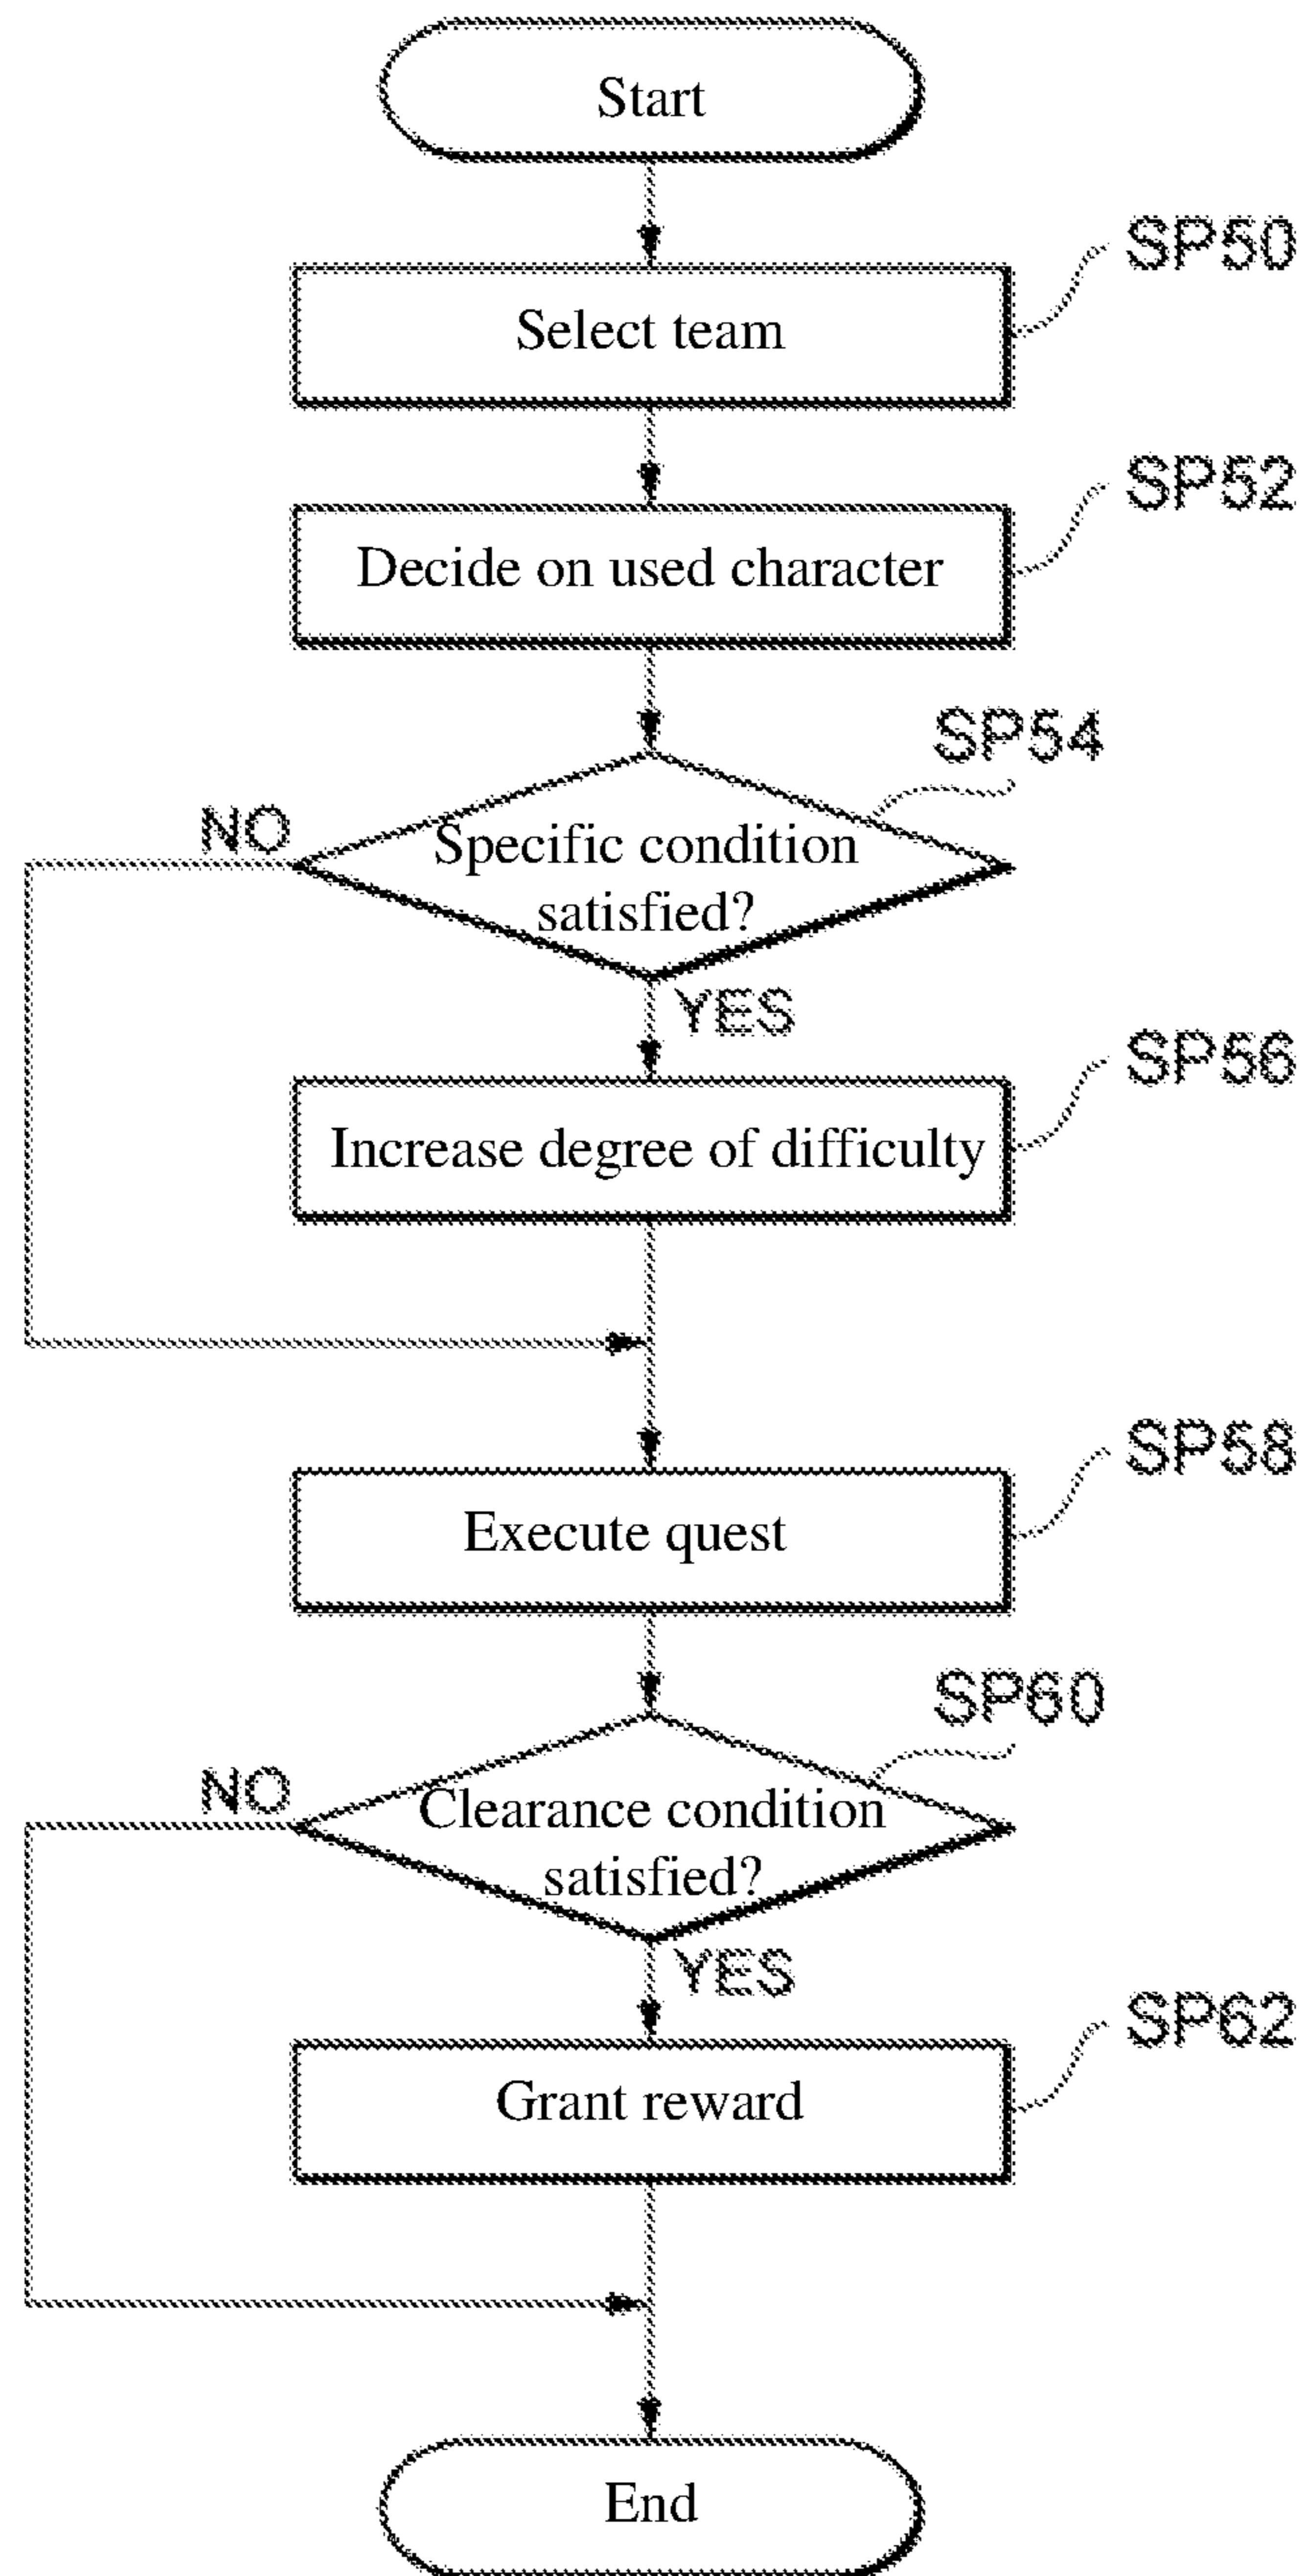 Start
SP50
Select team
SP52
Decide on used character
SP54
NO
Specific condition
satisfied?
YES
SP56
Increase degree of difficulty
SP58
Execute quest
SP60
NO
Clearance condition
satisfied?
YES
SP62
Grant reward
End